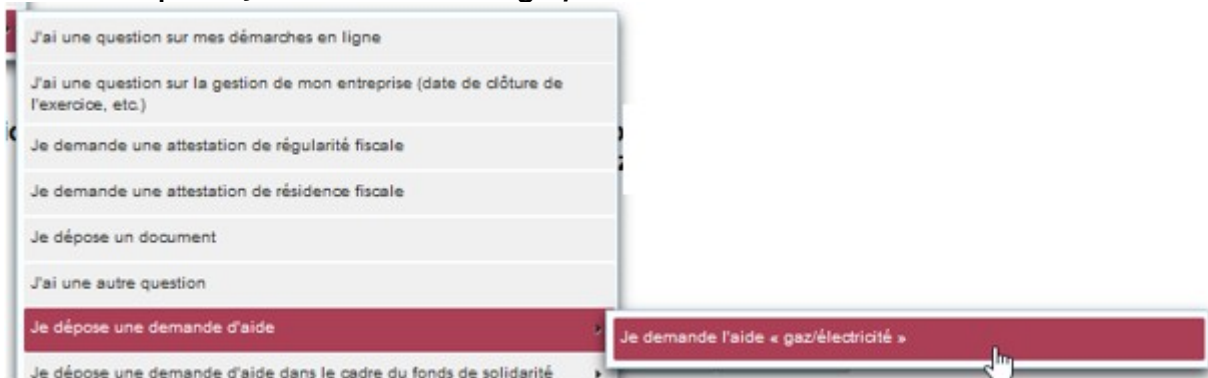 J'ai une question sur mes démarches en ligne
J'ai une question sur la gestion de mon entreprise (date de clôture de
l'exercice, etc.)
Je demande une attestation de régularité fiscale
Je demande une attestation de résidence fiscale
Je dépose un document
J'ai une autre question
Je dépose une demande d'aide
Je demande l'aide « gaz/électricité »
Je dépose une demande d'aide dans le cadre du fonds de solidarité